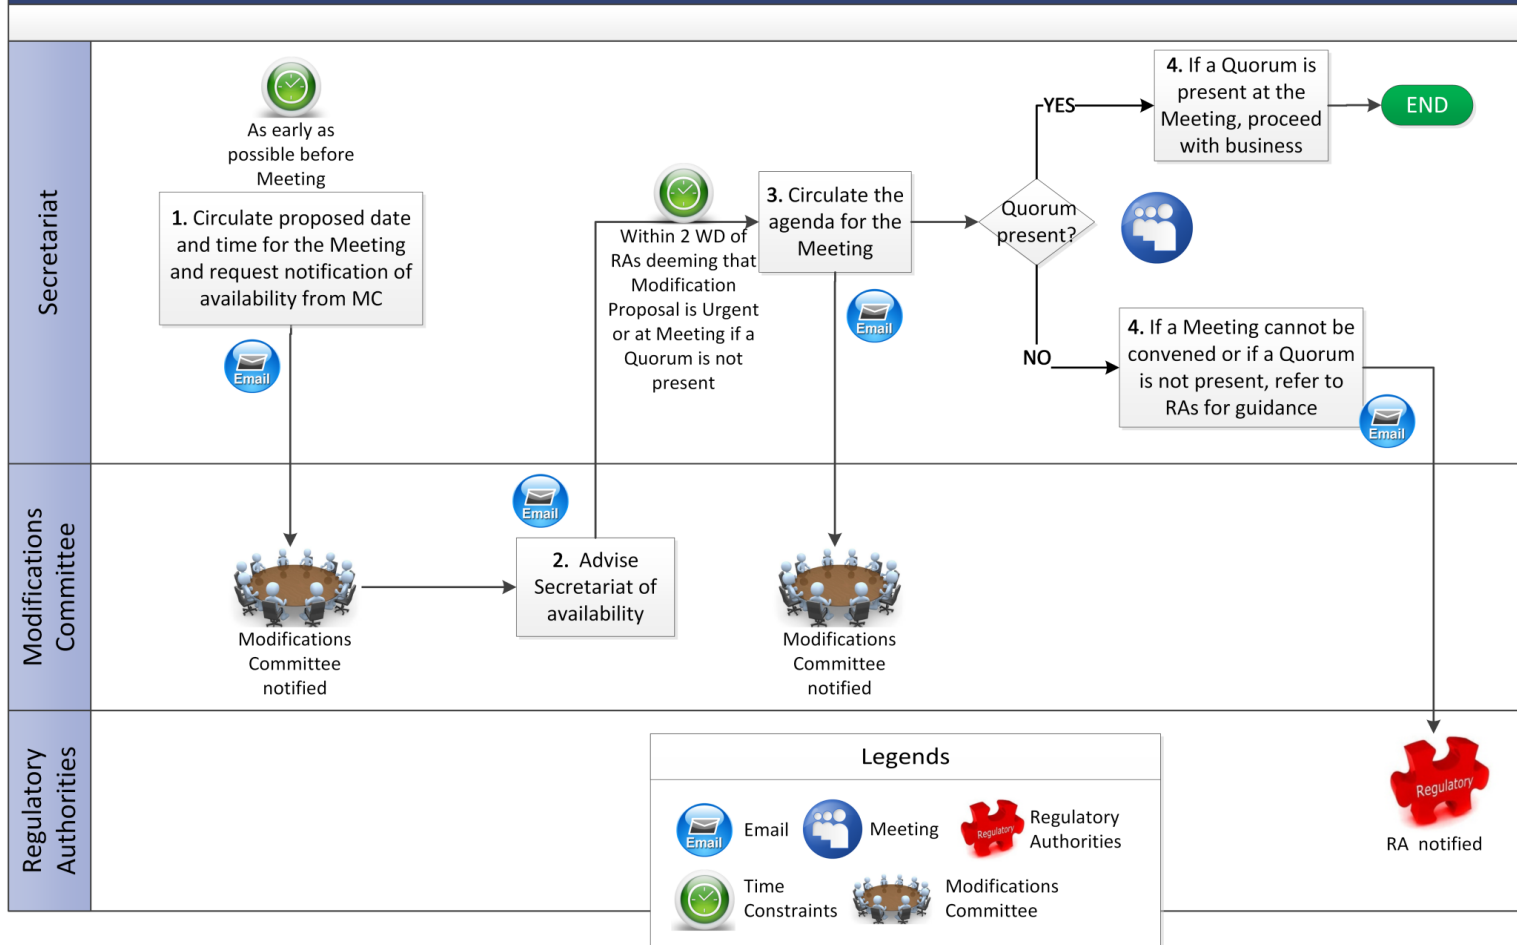 Secretariat
As early as
possible before
Meeting
1. Circulate proposed date
and time for the Meeting
and request notification of
availability from MC
Email
Within 2 WD of
RAs deeming that
Modification
Proposal is Urgent
or at Meeting if a
Quorum is not
present
3. Circulate the
agenda for the
Meeting
Email
Quorum
present?
YES
4. If a Quorum is
present at the
Meeting, proceed
with business
END
NO
4. If a Meeting cannot be
convened or if a Quorum
is not present, refer to
RAs for guidance
Email
Modifications
Committee
Modifications
Committee
notified
Email
2. Advise
Secretariat of
availability
Modifications
Committee
notified
Regulatory
Authorities
Regulatory
RA notified
Legends
Email
Email
Meeting
Regulatory
Regulatory
Authorities
Time
Constraints
Modifications
Committee